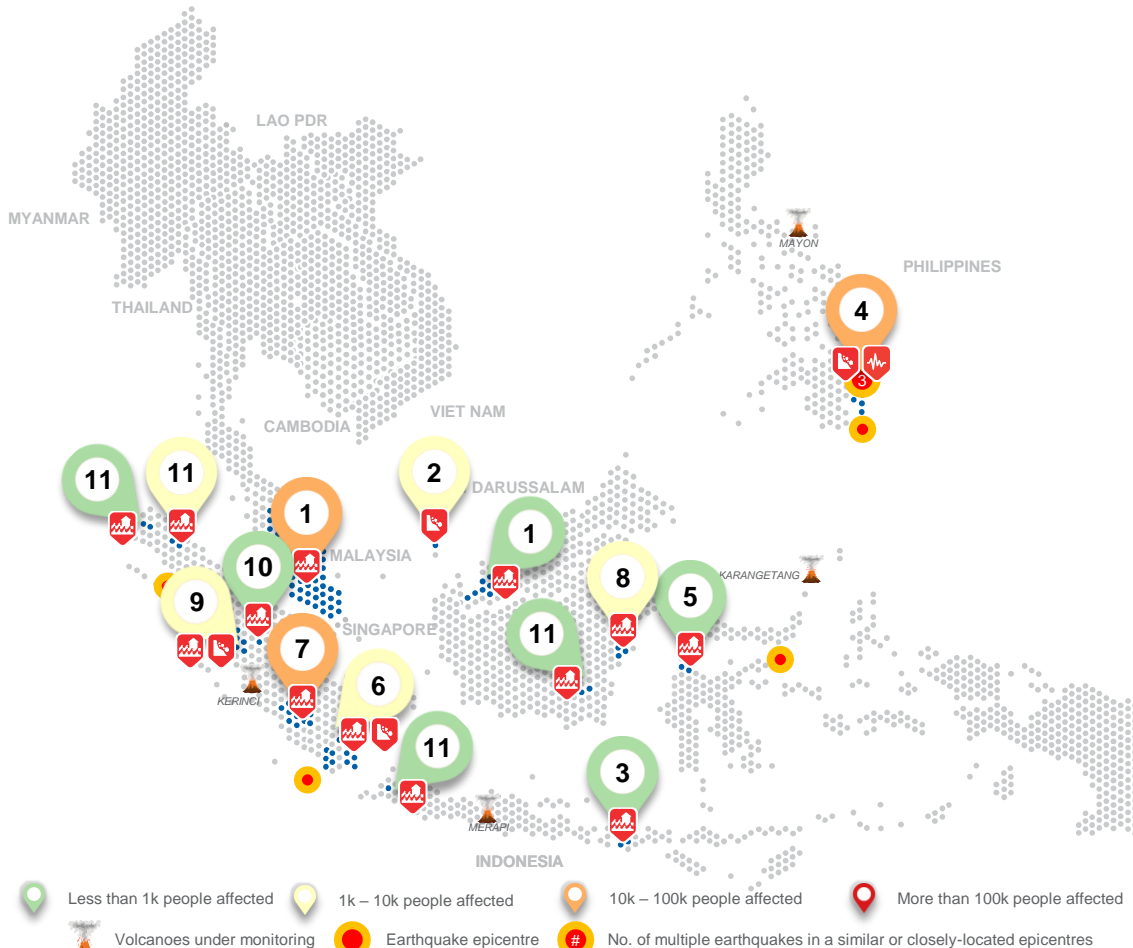 LAO PDR
MYANMAR
MAYON
PHILIPPINES
THAILAND
4
3
VIET NAM
CAMBODIA
11
11
2
1
DARUSSALAM
1
MALAYSIA
10
8
KARANGETANG
5
9
11
SINGAPORE
7
KERINCI
6
11
3
MERAPI
INDONESIA
Less than 1k people affected
1k – 10k people affected
10k – 100k people affected
More than 100k people affected
Volcanoes under monitoring
Earthquake epicentre
# No. of multiple earthquakes in a similar or closely-located epicentres